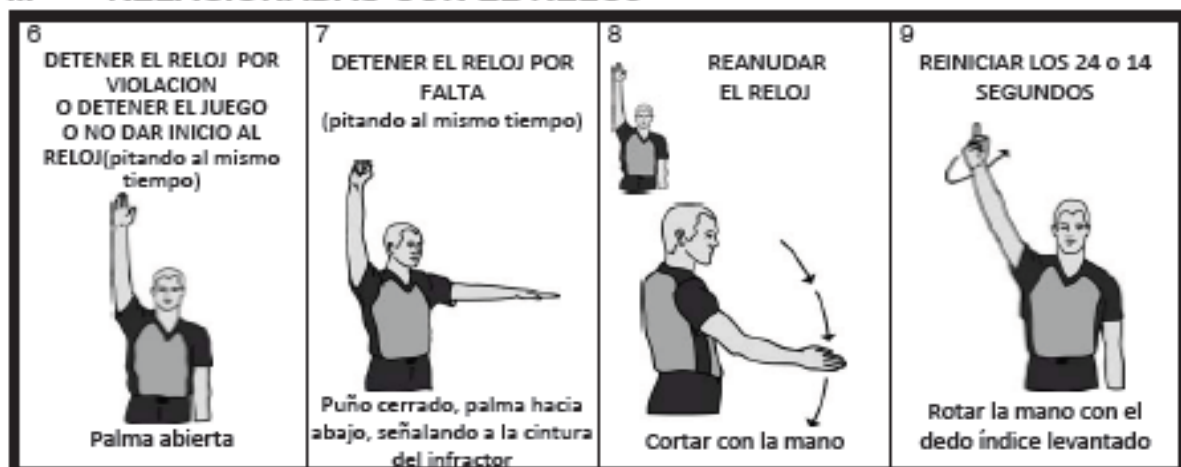 6
DETENER EL RELOJ POR
VIOLACION
O DETENER EL JUEGO
O NO DAR INICIO AL
RELOJ(pitando al mismo
tiempo)
Palma abierta
7
DETENER EL RELOJ POR
FALTA
(pitando al mismo tiempo)
Puño cerrado, palma hacia
abajo, señalando a la cintura
del infractor
8
REANUDAR
EL RELOJ
Cortar con la mano
9
REINICIAR LOS 24 o 14
SEGUNDOS
Rotar la mano con el
dedo índice levantado